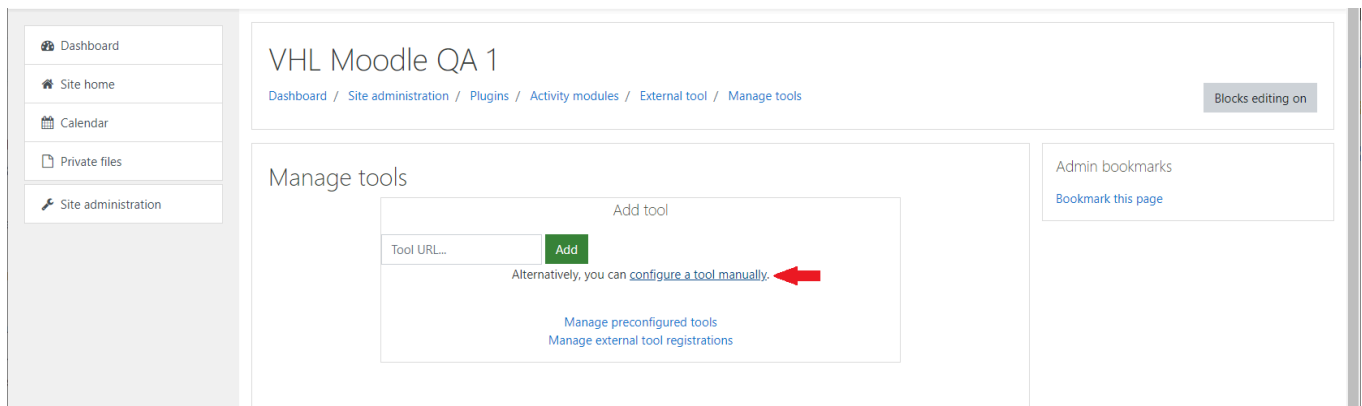 Dashboard
Site home
Calendar
Private files
Site administration
VHL Moodle QA 1
Dashboard / Site administration / Plugins / Activity modules / External tool / Manage tools
Blocks editing on
Manage tools
Add tool
Tool URL... Add
Alternatively, you can configure a tool manually.
Manage preconfigured tools
Manage external tool registrations
Admin bookmarks
Bookmark this page